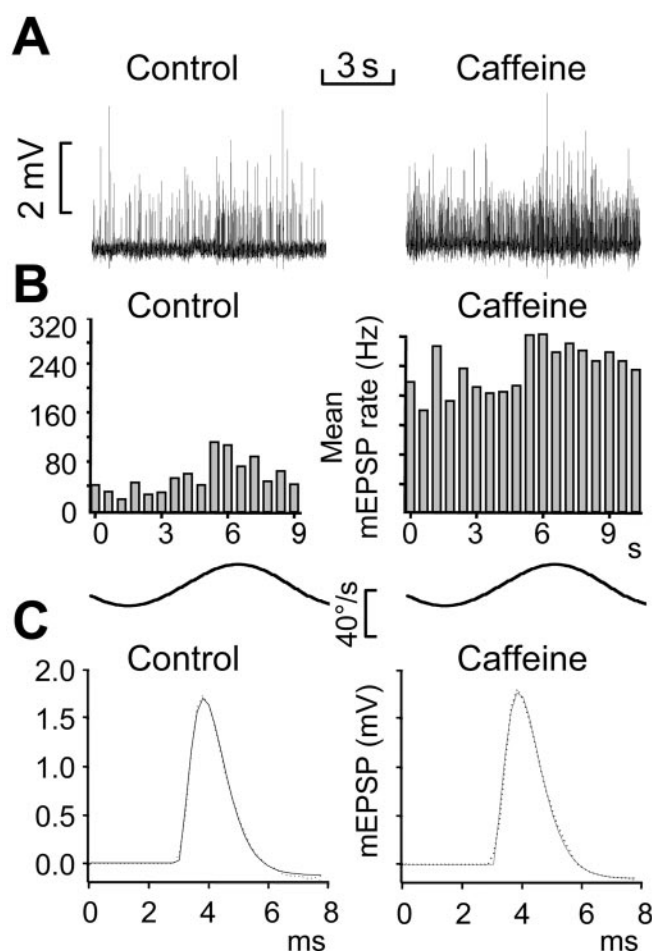 A
Control 3 s Caffeine
2 mV
B
Control Caffeine
320
240
160
80
0
0 3 6 9
Mean
mEPSP rate (Hz)
0 3 6 9 s
40°/s
C
Control Caffeine
2.0
1.5
1.0
0.5
0.0
0 2 4 6 8
ms
mEPSP (mV)
0 2 4 6 8
ms